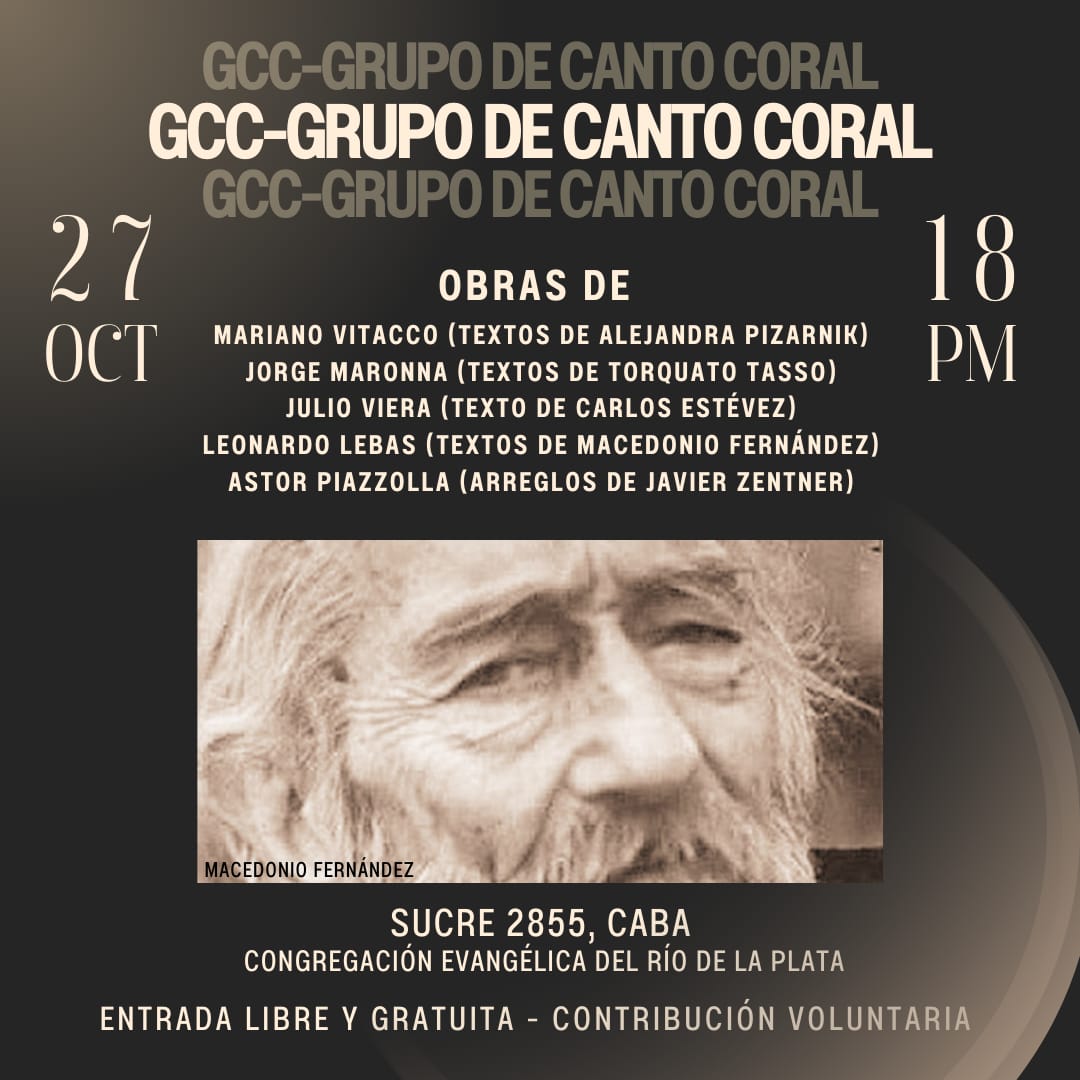 GCC-GRUPO DE CANTO CORAL
GCC-GRUPO DE CANTO CORAL
GCC-GRUPO DE CANTO CORAL
27
OCT
18
PM
OBRAS DE
MARIANO VITACCO (TEXTOS DE ALEJANDRA PIZARNIK)
JORGE MARONNA (TEXTOS DE TORQUATO TASSO)
JULIO VIERA (TEXTO DE CARLOS ESTÉVEZ)
LEONARDO LEBAS (TEXTOS DE MACEDONIO FERNÁNDEZ)
ASTOR PIAZZOLLA (ARREGLOS DE JAVIER ZENTNER)
MACEDONIO FERNÁNDEZ
SUCRE 2855, CABA
CONGREGACIÓN EVANGÉLICA DEL RÍO DE LA PLATA
ENTRADA LIBRE Y GRATUITA - CONTRIBUCIÓN VOLUNTARIA